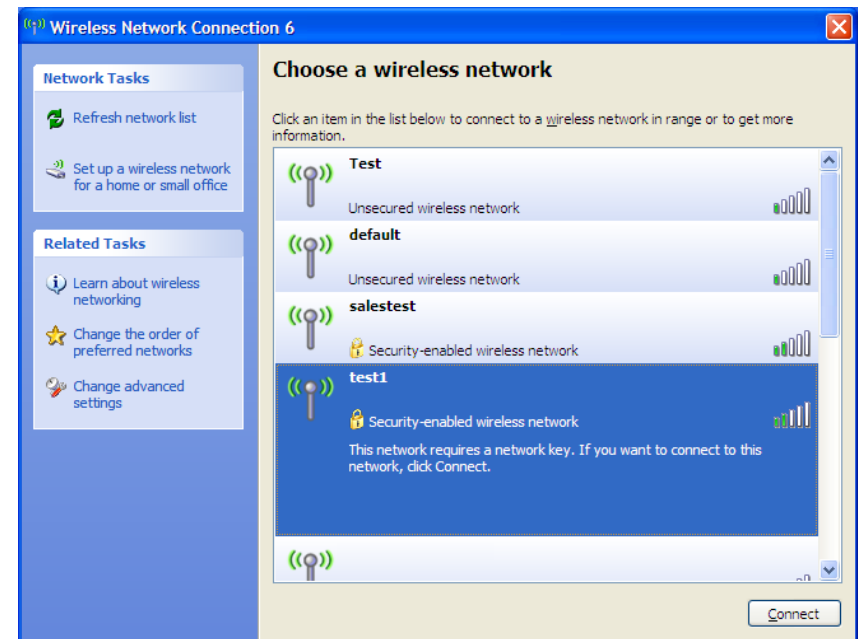 Wireless Network Connection 6
Network Tasks
Refresh network list
Set up a wireless network
for a home or small office
Related Tasks
Learn about wireless
networking
Change the order of
preferred networks
Change advanced
settings
Choose a wireless network
Click an item in the list below to connect to a wireless network in range or to get more
information.
Test
Unsecured wireless network
default
Unsecured wireless network
salestest
Security-enabled wireless network
test1
Security-enabled wireless network
This network requires a network key. If you want to connect to this
network, click Connect.
Connect